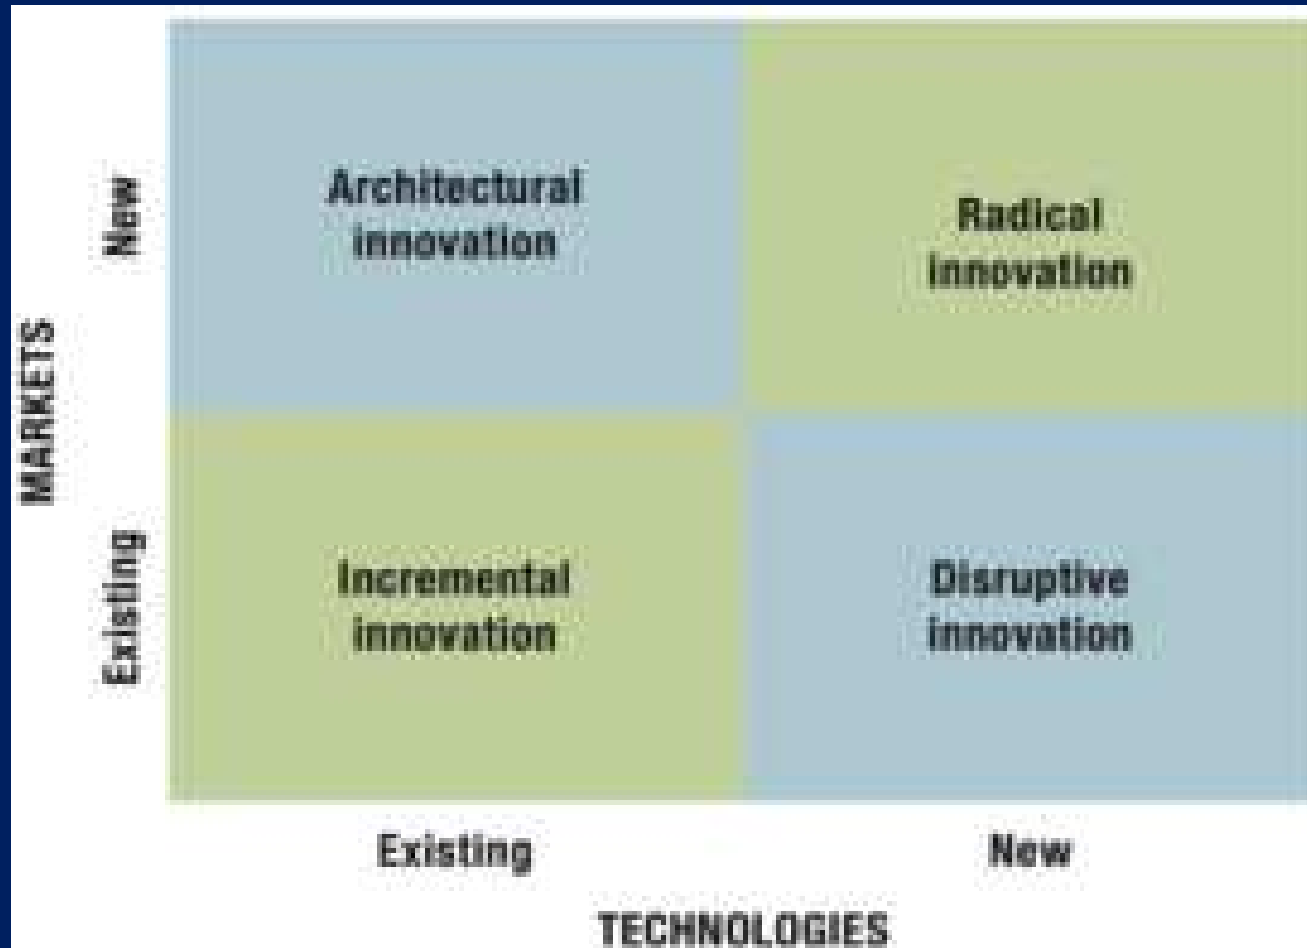 MARKETS
New
Architectural
innovation
Radical
innovation
Existing
Incremental
innovation
Disruptive
innovation
Existing
New
TECHNOLOGIES